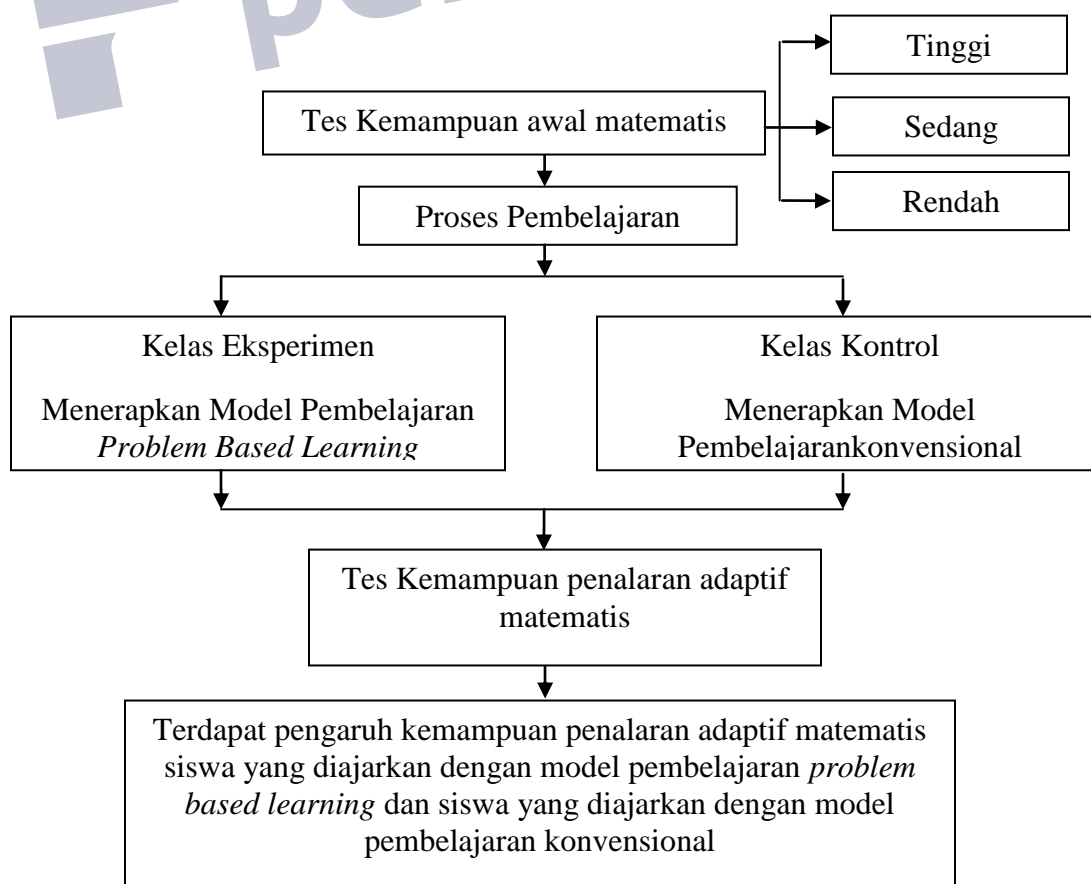 Tinggi
Tes Kemampuan awal matematis
Sedang
Rendah
Proses Pembelajaran
Kelas Eksperimen
Menerapkan Model Pembelajaran
Problem Based Learning
Kelas Kontrol
Menerapkan Model
Pembelajarankonvensional
Tes Kemampuan penalaran adaptif
matematis
Terdapat pengaruh kemampuan penalaran adaptif matematis
siswa yang diajarkan dengan model pembelajaran problem
based learning dan siswa yang diajarkan dengan model
pembelajaran konvensional